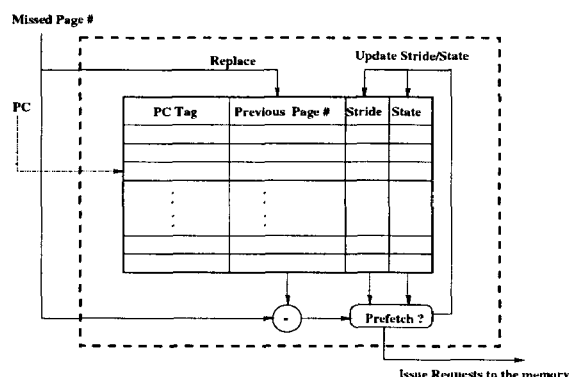 Missed Page #
Replace
Update Stride/State
PC
PC Tag Previous Page # Stride State
-
Prefetch ?
Issue Requests to the memory